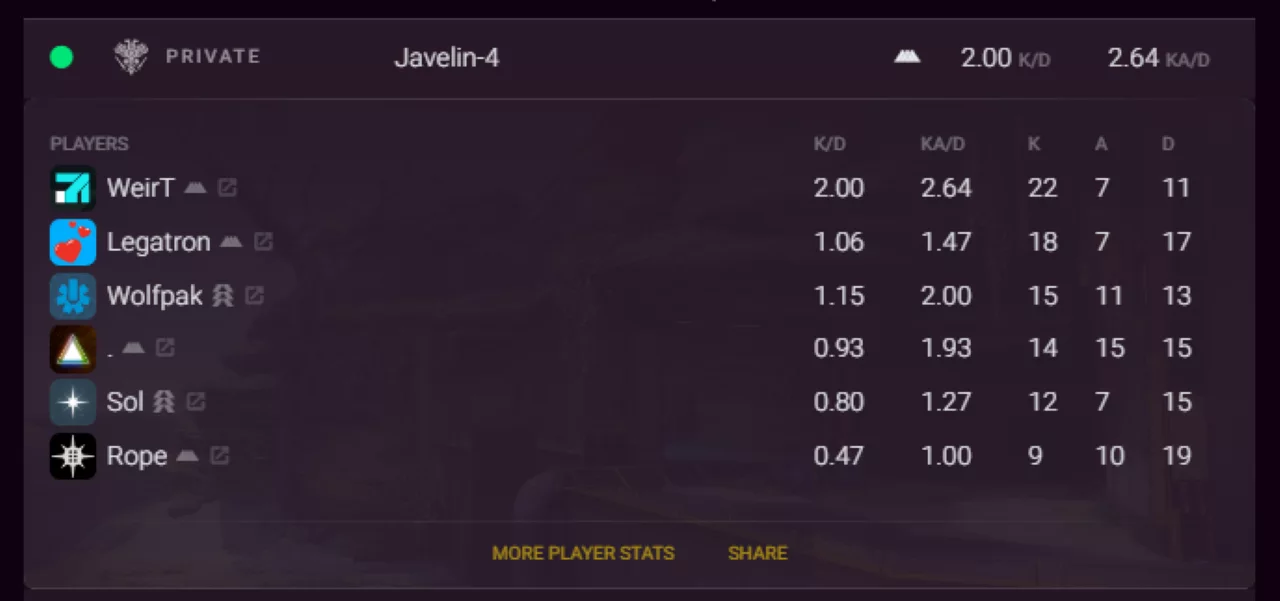 PRIVATE Javelin-4 2.00 K/D 2.64 KA/D
PLAYERS K/D KA/D K A D
WeirT 2.00 2.64 22 7 11
Legatron 1.06 1.47 18 7 17
Wolfpak 1.15 2.00 15 11 13
. 0.93 1.93 14 15 15
Sol 0.80 1.27 12 7 15
Rope 0.47 1.00 9 10 19
MORE PLAYER STATS SHARE